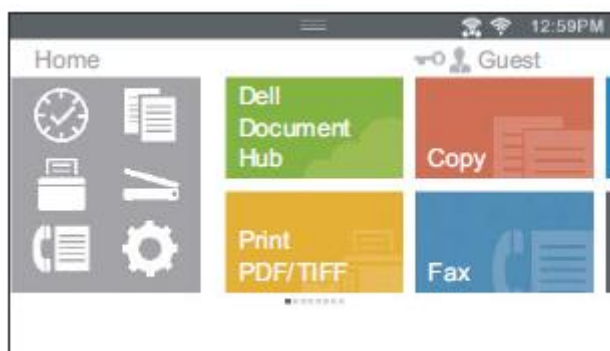 12:59PM
Home
Guest
Dell
Document
Hub
Copy
Print
PDF/TIFF
Fax